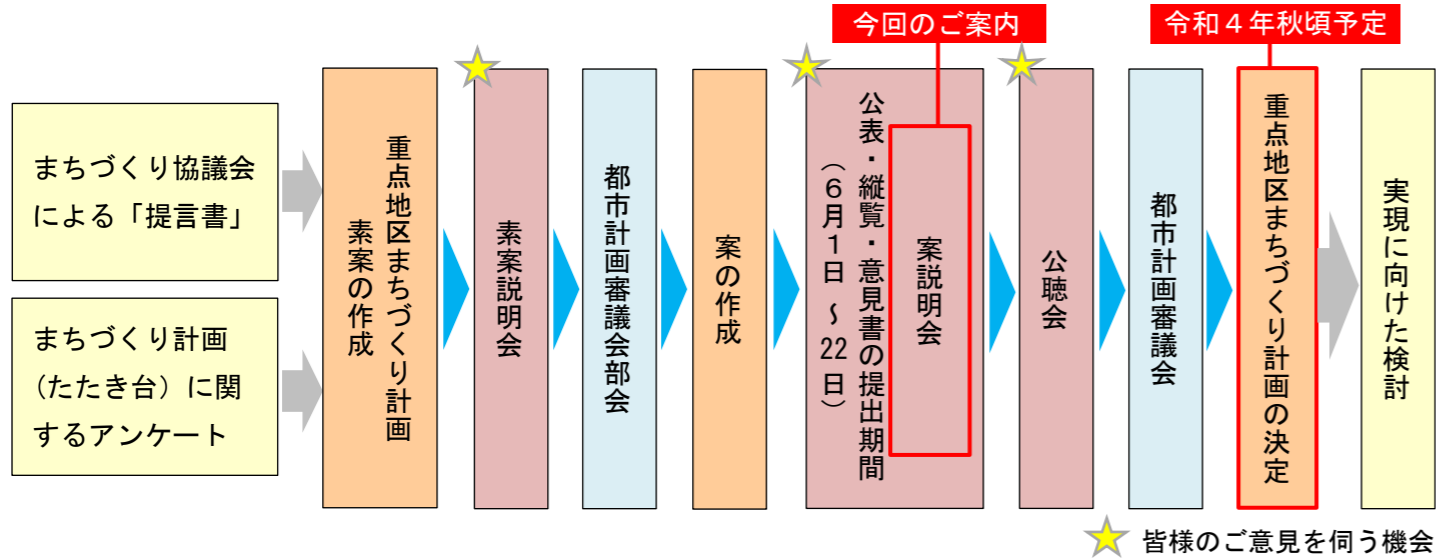 今回のご案内
令和４年秋頃予定
まちづくり協議会
による「提言書」
まちづくり計画
（たたき台）に関
するアンケート
重点地区まちづくり計画
素案の作成
素案説明会
都市計画審議会部会
案の作成
公表・縦覧・意見書の提出期間
（６月１日～22日）
案説明会
公聴会
都市計画審議会
重点地区まちづくり計画の決定
実現に向けた検討
皆様のご意見を伺う機会